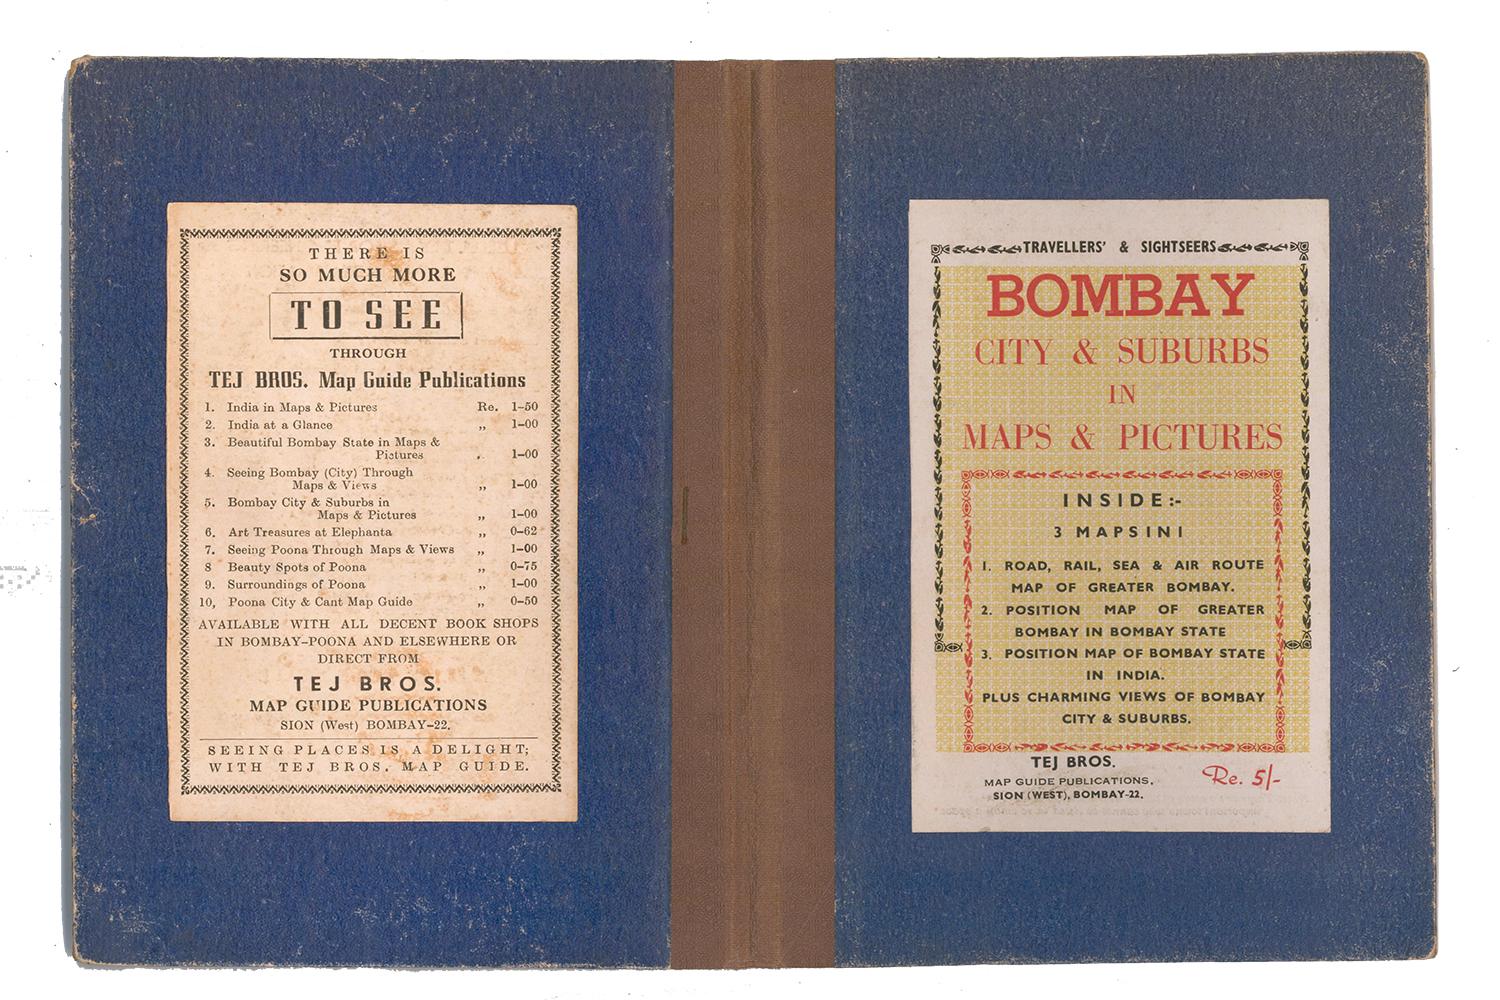 THERE IS
SO MUCH MORE
TO SEE
THROUGH
TEJ BROS. Map Guide Publications
1. India in Maps & Pictures Re. 1-50
2. India at a Glance „ 1-00
3. Beautiful Bombay State in Maps &
Pictures . 1-00
4. Seeing Bombay (City) Through
Maps & Views „ 1-00
5. Bombay City & Suburbs in
Maps & Pictures „ 1-00
6. Art Treasures at Elephanta „ 0-62
7. Seeing Poona Through Maps & Views „ 1-00
8 Beauty Spots of Poona „ 0-75
9. Surroundings of Poona „ 1-00
10, Poona City & Cant Map Guide „ 0-50
AVAILABLE WITH ALL DECENT BOOK SHOPS
IN BOMBAY-POONA AND ELSEWHERE OR
DIRECT FROM
TEJ BROS.
MAP GUIDE PUBLICATIONS
SION (West) BOMBAY-22.
SEEING PLACES IS A DELIGHT;
WITH TEJ BROS. MAP GUIDE.
TRAVELLERS' & SIGHTSEERS
BOMBAY
CITY & SUBURBS
IN
MAPS & PICTURES
INSIDE:-
3 MAPSINI
1. ROAD, RAIL, SEA & AIR ROUTE
MAP OF GREATER BOMBAY.
2. POSITION MAP OF GREATER
BOMBAY IN BOMBAY STATE
3. POSITION MAP OF BOMBAY STATE
IN INDIA.
PLUS CHARMING VIEWS OF BOMBAY
CITY & SUBURBS.
TEJ BROS.
MAP GUIDE PUBLICATIONS,
SION (WEST), BOMBAY-22.
Re. 5/-